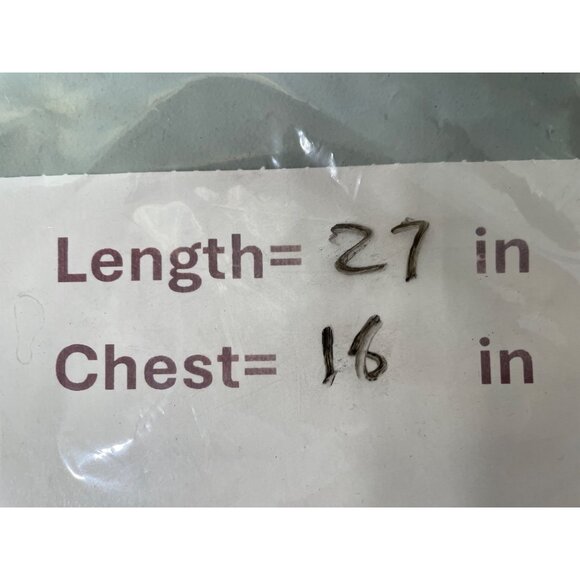 Length= 27 in
Chest= 16 in